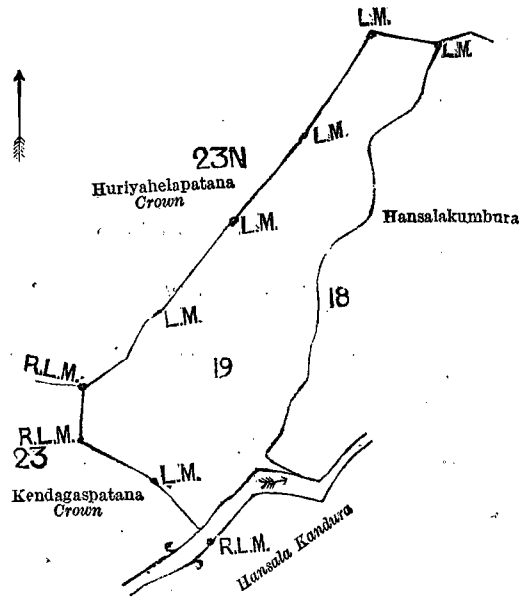 L.M.
L.M.
L.M.
23N
Huriyahelapatana
Crown
L.M.
Hansalakumbura
18
L.M.
19
R.L.M.
R.L.M.
23
L.M.
Kendagaspatana
Crown
R.L.M.
Hansala Kandura